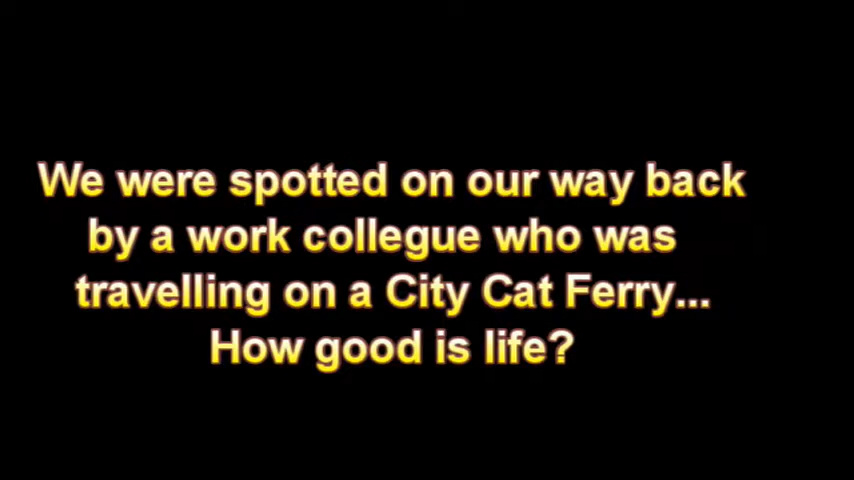 We were spotted on our way back
by a work collegue who was
travelling on a City Cat Ferry...
How good is life?